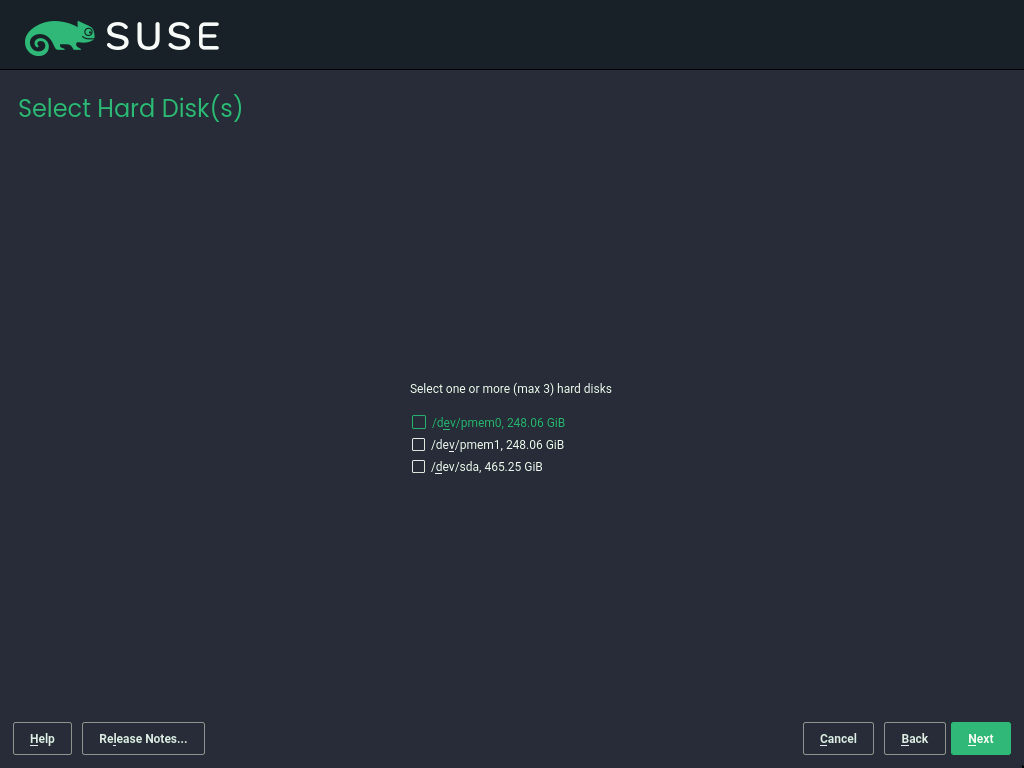 SUSE
Select Hard Disk(s)
Select one or more (max 3) hard disks
/dev/pmem0, 248.06 GiB
/dev/pmem1, 248.06 GiB
/dev/sda, 465.25 GiB
Help Release Notes... Cancel Back Next